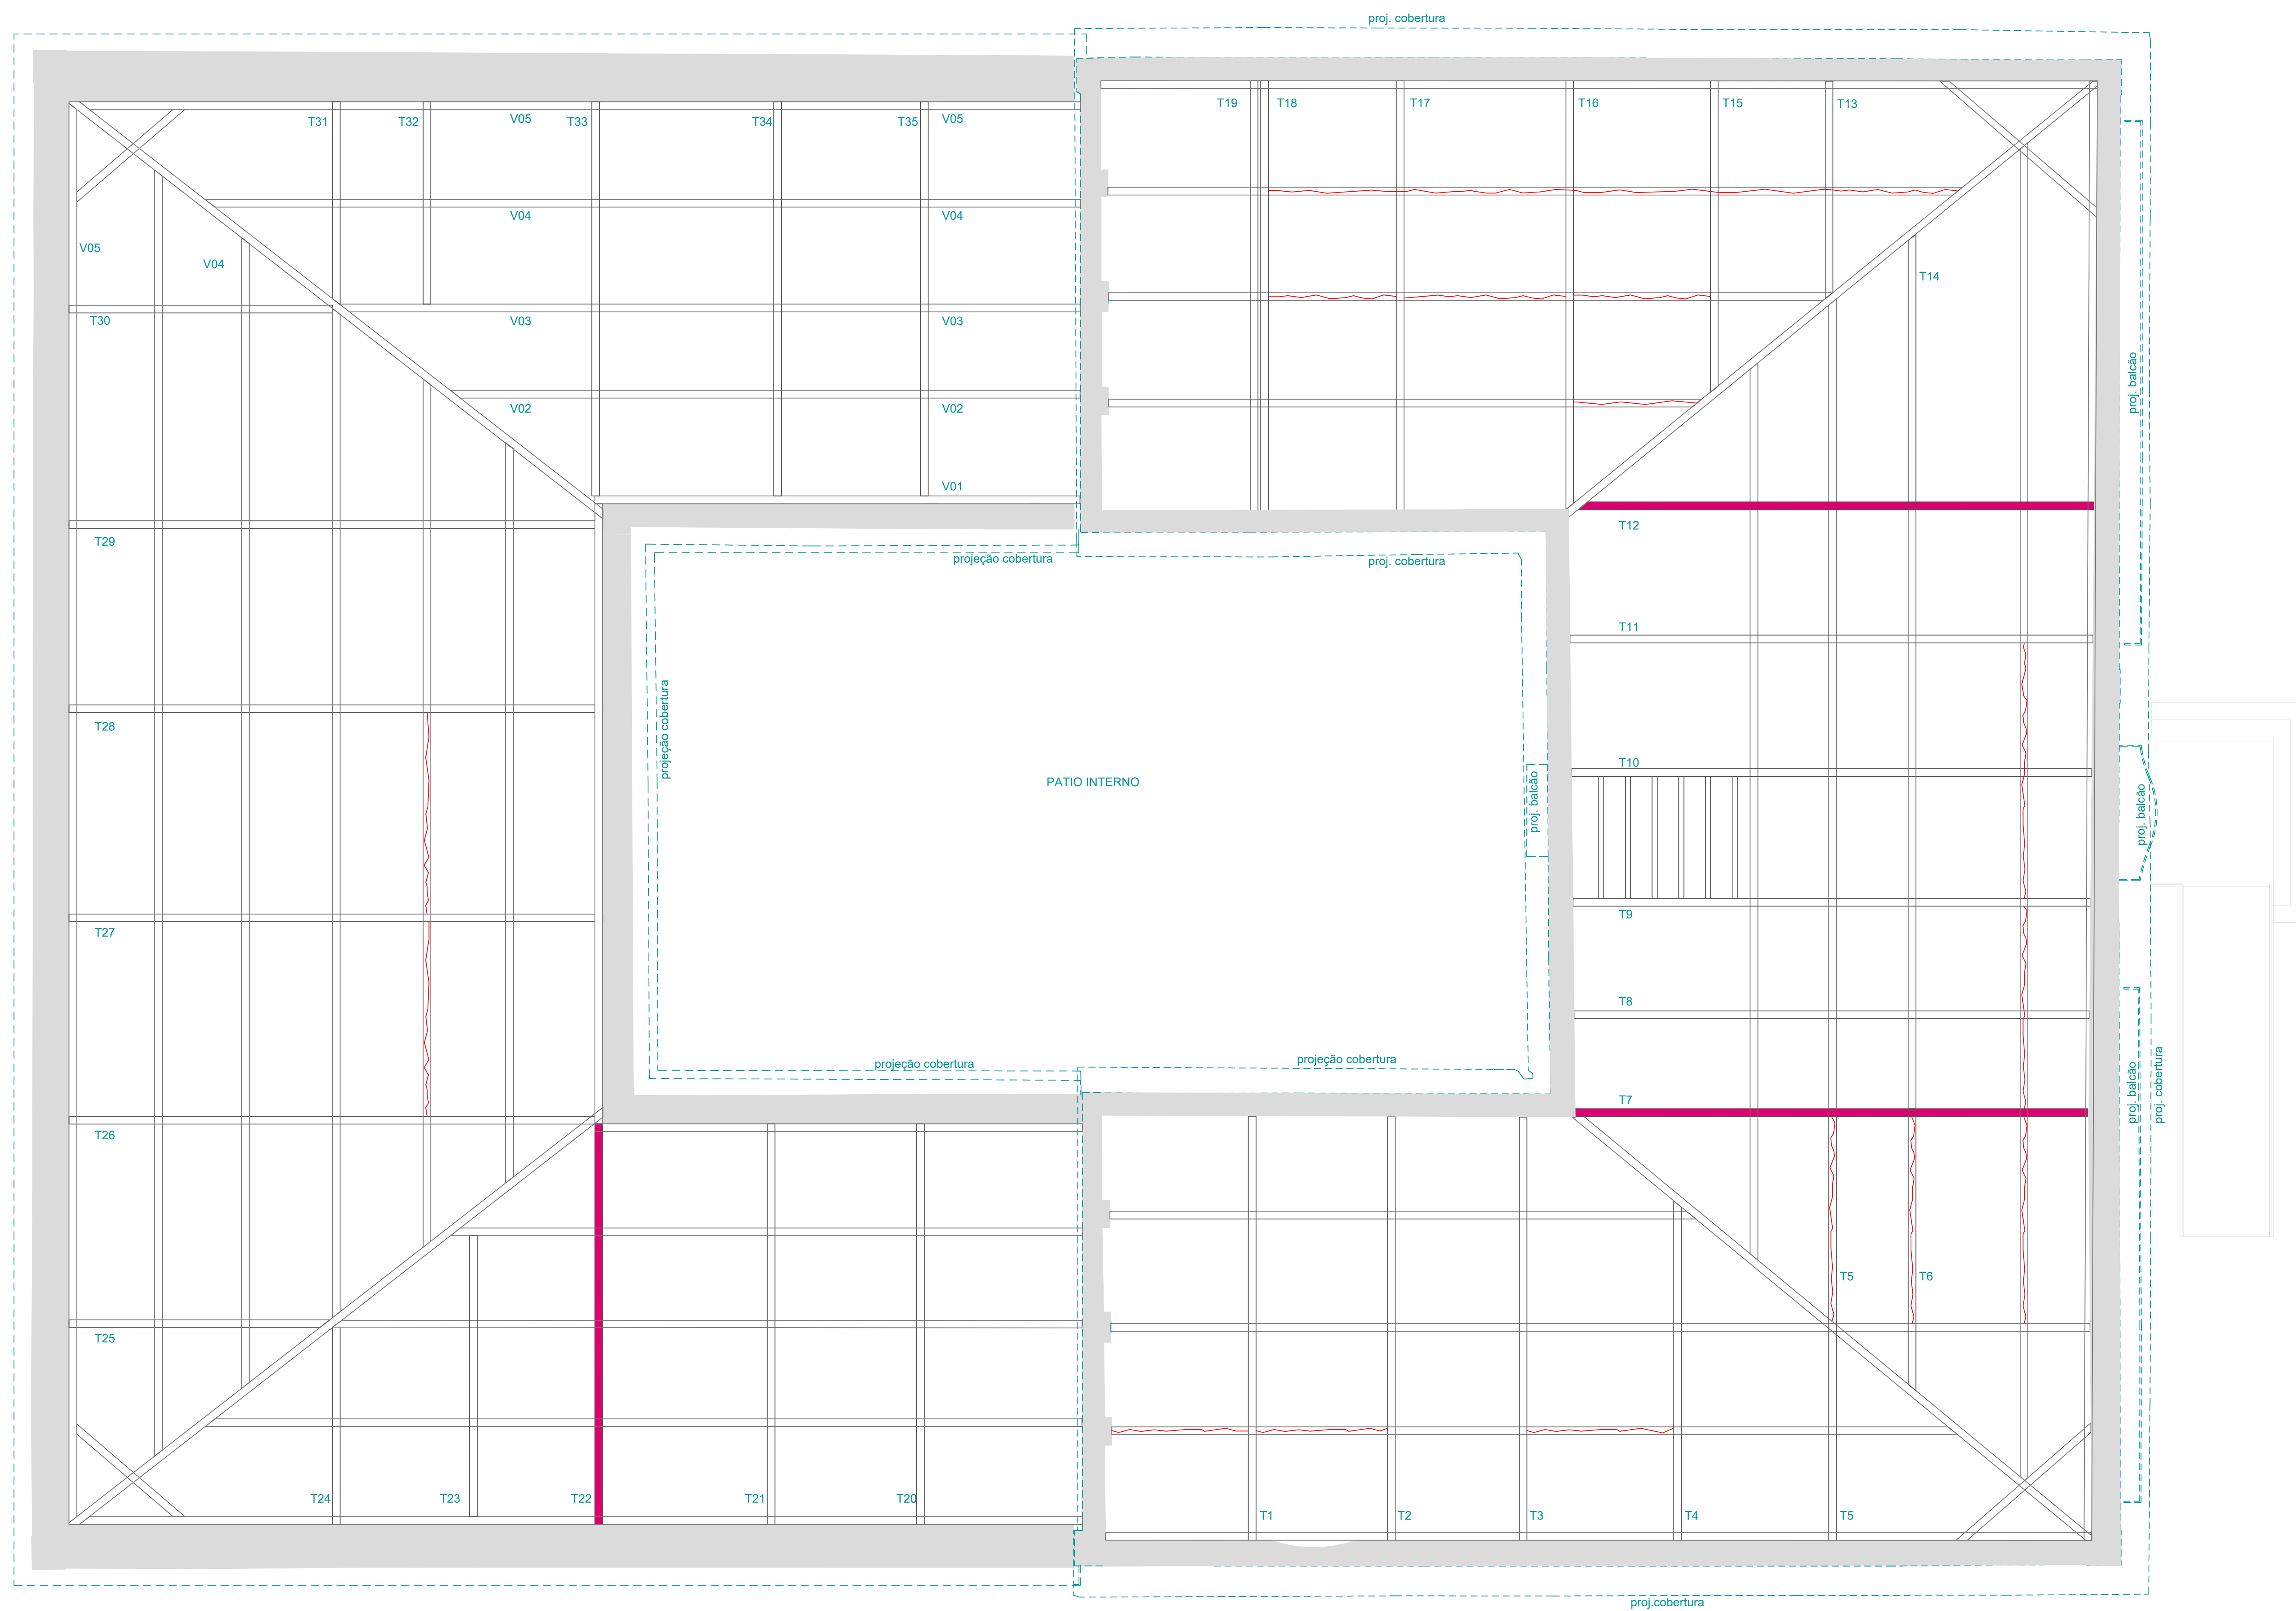 proj. cobertura
T31
T32
V05
T33
T34
T35
V05
T19
T18
T17
T16
T15
T13
V04
V04
V05
V04
T14
T30
V03
V03
proj. balcão
V02
V02
V01
T29
T12
projeção cobertura
proj. cobertura
T11
projeção cobertura
T28
T10
PATIO INTERNO
proj. balcão
proj. balcão
T27
T9
T8
projeção cobertura
projeção cobertura
T7
proj. balcão
proj. cobertura
T26
T5
T6
T25
T24
T23
T22
T21
T20
T1
T2
T3
T4
T5
proj.cobertura